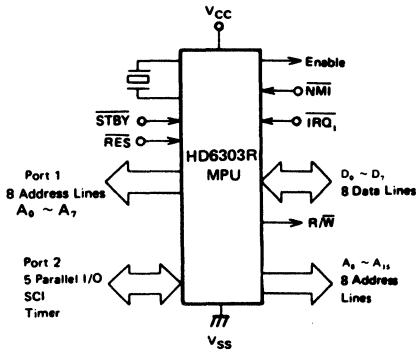 VCC
Enable
NMI
STBY
IRQ1
RES
HD6303R
MPU
Port 1
8 Address Lines
A0 ~ A7
D0 ~ D7
8 Data Lines
R/W
Port 2
5 Parallel I/O
SCI
Timer
A8 ~ A15
8 Address
Lines
VSS